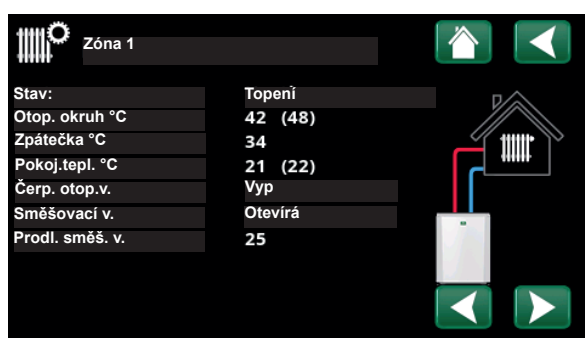 Zóna 1
Stav: Topení
Otop. okruh °C 42 (48)
Zpátečka °C 34
Pokoj.tepl. °C 21 (22)
Čerp. otop.v. Vyp
Směšovací v. Otevírá
Prodl. směš. v. 25